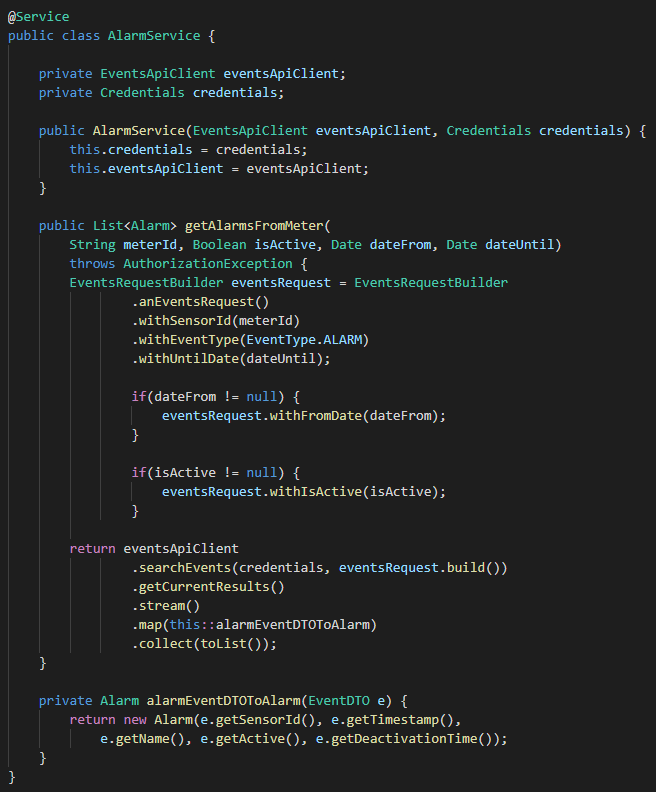 @Service
public class AlarmService {
    private EventsApiClient eventsApiClient;
    private Credentials credentials;
    public AlarmService(EventsApiClient eventsApiClient, Credentials credentials) {
        this.credentials = credentials;
        this.eventsApiClient = eventsApiClient;
    }
    public List<Alarm> getAlarmsFromMeter(
        String meterId, Boolean isActive, Date dateFrom, Date dateUntil)
        throws AuthorizationException {
        EventsRequestBuilder eventsRequest = EventsRequestBuilder
                .anEventsRequest()
                .withSensorId(meterId)
                .withEventType(EventType.ALARM)
                .withUntilDate(dateUntil);
                if(dateFrom != null) {
                    eventsRequest.withFromDate(dateFrom);
                }
                if(isActive != null) {
                    eventsRequest.withIsActive(isActive);
                }
        return eventsApiClient
                .searchEvents(credentials, eventsRequest.build())
                .getCurrentResults()
                .stream()
                .map(this::alarmEventDTOToAlarm)
                .collect(toList());
    }
    private Alarm alarmEventDTOToAlarm(EventDTO e) {
        return new Alarm(e.getSensorId(), e.getTimestamp(),
            e.getName(), e.getActive(), e.getDeactivationTime());
    }
}